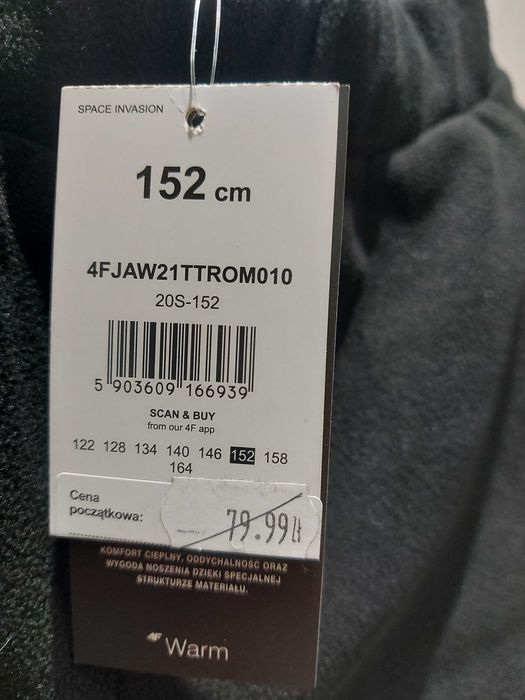 SPACE INVASION
152 cm
4FJAW21TTROM010
20S-152
5 903609 166939
SCAN & BUY
from our 4F app
122 128 134 140 146 152 158
164
Cena
początkowa:
79.99zł
KOMFORT CIEPLNY, ODDYCHALNOŚĆ ORAZ
WYGODA NOSZENIA DZIĘKI SPECJALNEJ
STRUKTURZE MATERIAŁU.
4F Warm